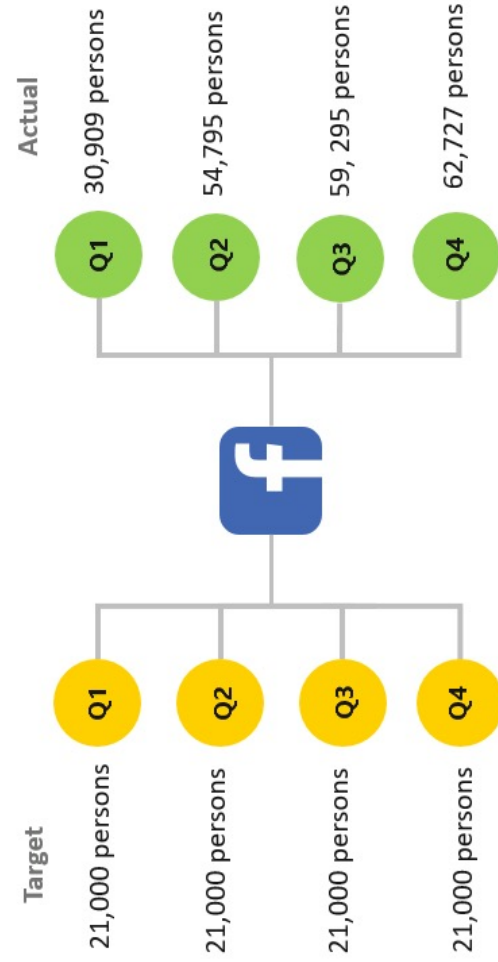 Target
Actual
21,000 persons
Q1
Q1
30,909 persons
21,000 persons
Q2
Q2
54,795 persons
21,000 persons
Q3
Q3
59, 295 persons
21,000 persons
Q4
Q4
62,727 persons
f